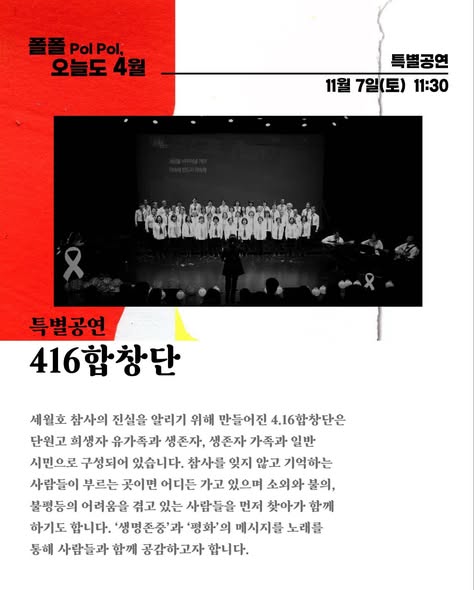 폴폴 Pol Pol,
오늘도 4월
특별공연
11월 7일(토) 11:30
특별공연
416합창단
세월호 참사의 진실을 알리기 위해 만들어진 4.16합창단은
단원고 희생자 유가족과 생존자, 생존자 가족과 일반
시민으로 구성되어 있습니다. 참사를 잊지 않고 기억하는
사람들이 부르는 곳이면 어디든 가고 있으며 소외와 불의,
불평등의 어려움을 겪고 있는 사람들을 먼저 찾아가 함께
하기도 합니다. ‘생명존중’과 ‘평화’의 메시지를 노래를
통해 사람들과 함께 공감하고자 합니다.